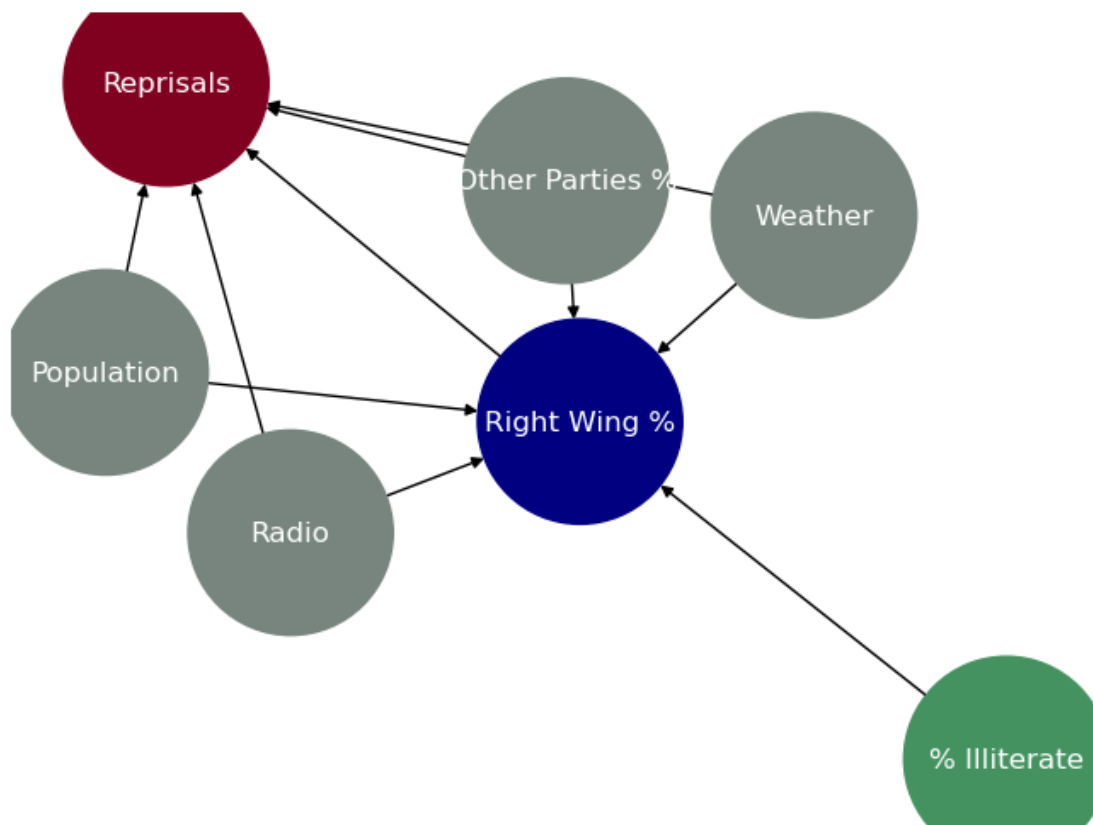 Reprisals
Other Parties %
Weather
Population
Right Wing %
Radio
% Illiterate